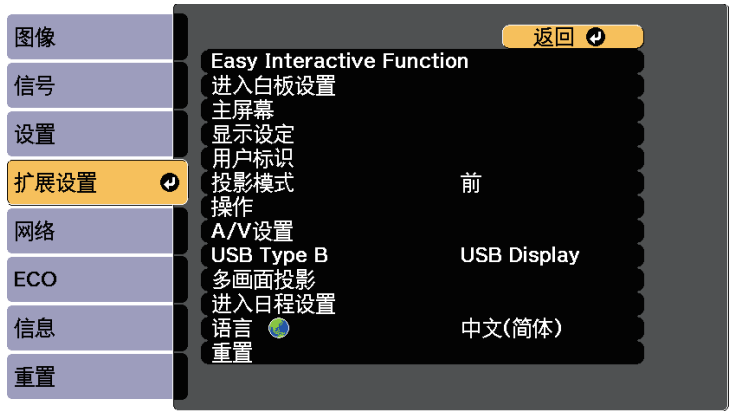 图像
信号
设置
扩展设置
网络
ECO
信息
重置
返回
Easy Interactive Function
进入白板设置
主屏幕
显示设定
用户标识
投影模式 前
操作
A/V设置
USB Type B USB Display
多画面投影
进入日程设置
语言 中文(简体)
重置